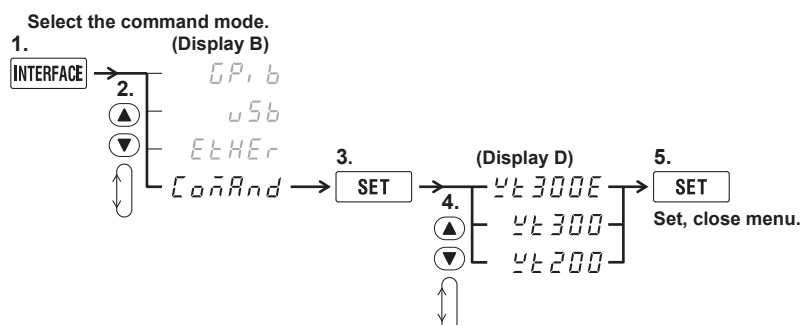 Select the command mode.
1.
(Display B)
INTERFACE
2.
GPib
uSb
EtHEr
3.
(Display D)
5.
CommAnd
SET
4.
Yt300E
SET
Yt300
Set, close menu.
Yt200